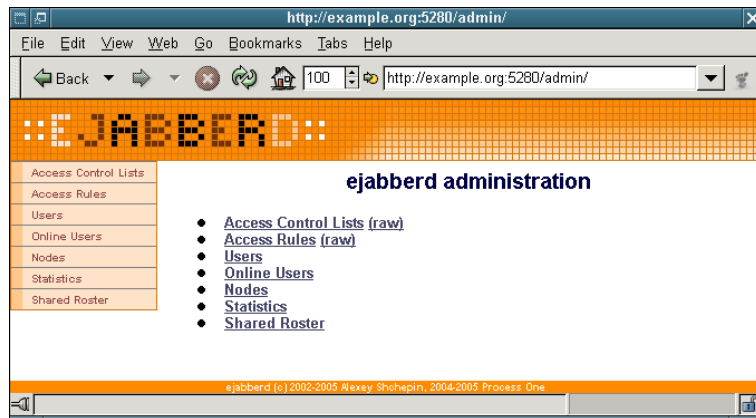 http://example.org:5280/admin/
File Edit View Web Go Bookmarks Tabs Help
Back 100 http://example.org:5280/admin/
::EJABBERD::
Access Control Lists
Access Rules
Users
Online Users
Nodes
Statistics
Shared Roster
ejabberd administration
Access Control Lists (raw)
Access Rules (raw)
Users
Online Users
Nodes
Statistics
Shared Roster
ejabberd (c) 2002-2005 Alexey Shchepin, 2004-2005 Process One